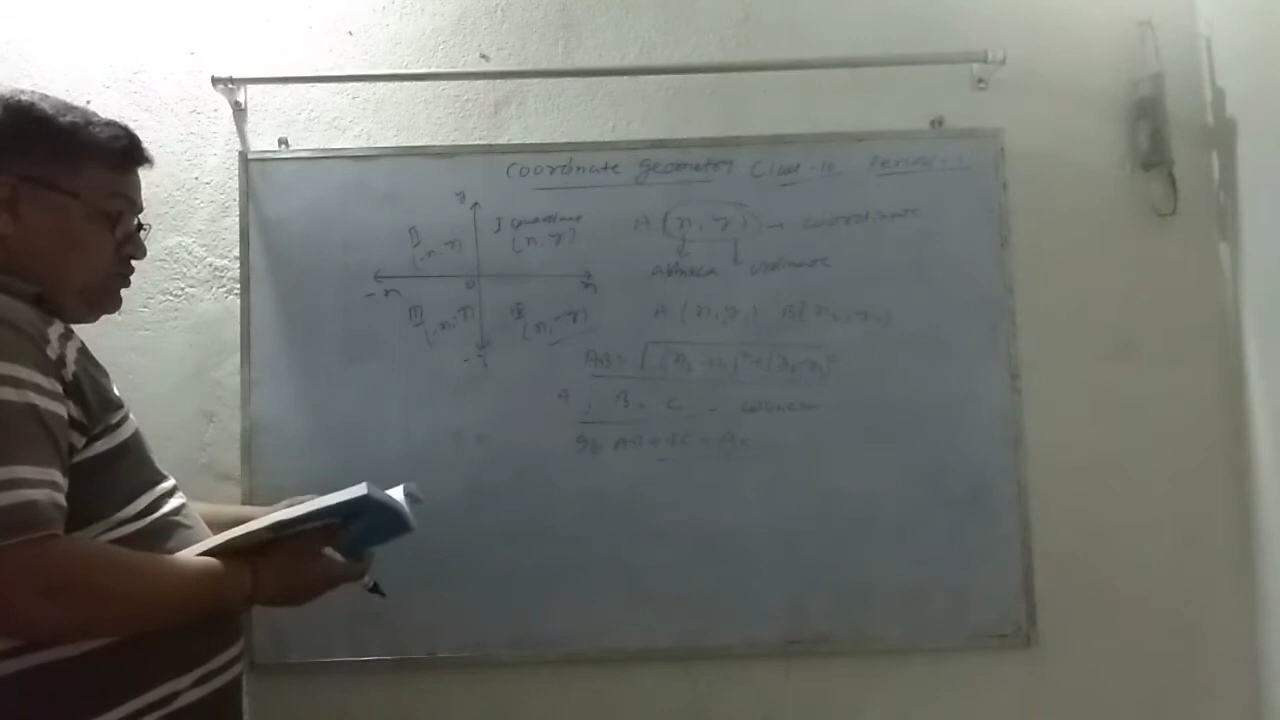 Coordinate geometry Class-10
y
I Quadrant
(x, y)
A (x, y) → coordinate
II
(-x, y)
abscissa ordinate
-x 0 x
III (-x, -y) IV (x, -y)
A (x₁ y₁) B(x₂, y₂)
-y
AB = √(x₂-x₁)²+(y₂-y₁)²
A, B, C - collinear
If AB+BC = AC